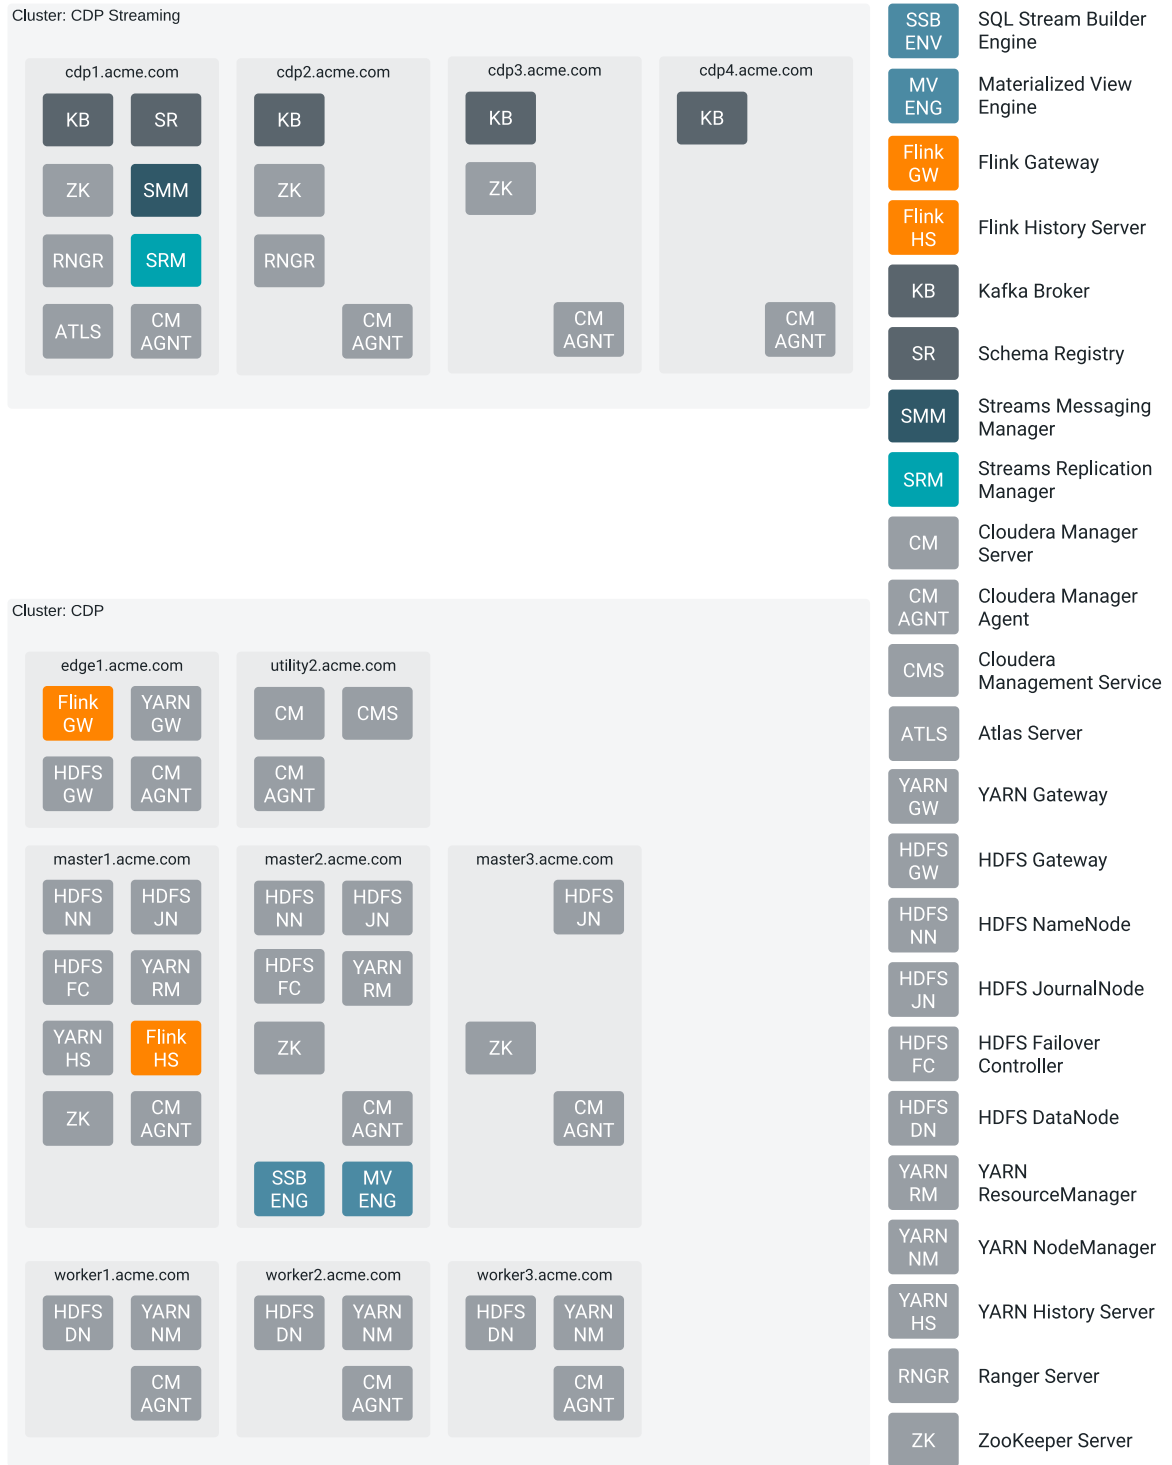 Cluster: CDP Streaming
cdp1.acme.com
KB
SR
ZK
SMM
RNGR
SRM
ATLS
CM
AGNT
cdp2.acme.com
KB
ZK
RNGR
CM
AGNT
cdp3.acme.com
KB
ZK
CM
AGNT
cdp4.acme.com
KB
CM
AGNT
Cluster: CDP
edge1.acme.com
Flink
GW
YARN
GW
HDFS
GW
CM
AGNT
utility2.acme.com
CM
CMS
CM
AGNT
master1.acme.com
HDFS
NN
HDFS
JN
HDFS
FC
YARN
RM
YARN
HS
Flink
HS
ZK
CM
AGNT
master2.acme.com
HDFS
NN
HDFS
JN
HDFS
FC
YARN
RM
ZK
CM
AGNT
SSB
ENG
MV
ENG
master3.acme.com
HDFS
JN
ZK
CM
AGNT
worker1.acme.com
HDFS
DN
YARN
NM
CM
AGNT
worker2.acme.com
HDFS
DN
YARN
NM
CM
AGNT
worker3.acme.com
HDFS
DN
YARN
NM
CM
AGNT
SSB
ENV
SQL Stream Builder
Engine
MV
ENG
Materialized View
Engine
Flink
GW
Flink Gateway
Flink
HS
Flink History Server
KB
Kafka Broker
SR
Schema Registry
SMM
Streams Messaging
Manager
SRM
Streams Replication
Manager
CM
Cloudera Manager
Server
CM
AGNT
Cloudera Manager
Agent
CMS
Cloudera
Management Service
ATLS
Atlas Server
YARN
GW
YARN Gateway
HDFS
GW
HDFS Gateway
HDFS
NN
HDFS NameNode
HDFS
JN
HDFS JournalNode
HDFS
FC
HDFS Failover
Controller
HDFS
DN
HDFS DataNode
YARN
RM
YARN
ResourceManager
YARN
NM
YARN NodeManager
YARN
HS
YARN History Server
RNGR
Ranger Server
ZK
ZooKeeper Server